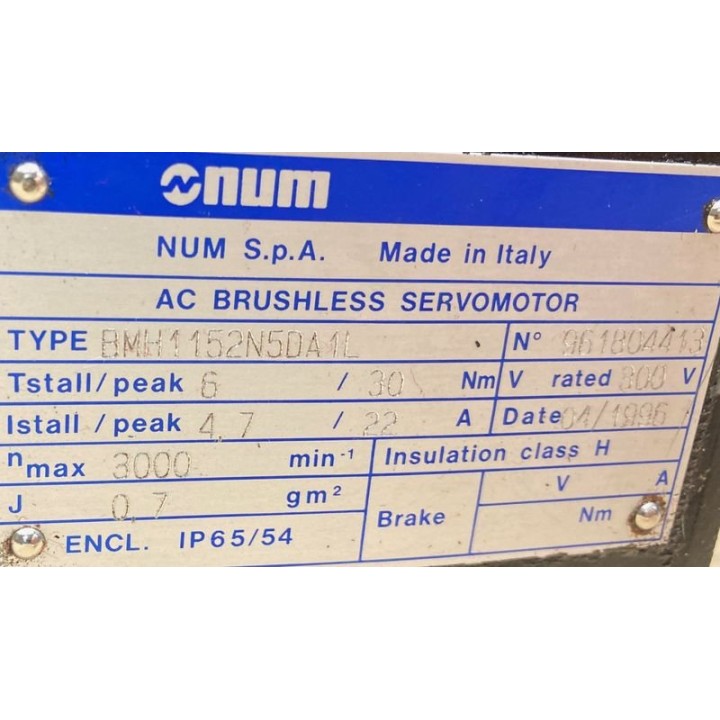 num
NUM S.p.A. Made in Italy
AC BRUSHLESS SERVOMOTOR
TYPE BMH1152N5DA1L N° 961804413
Tstall/peak 6 / 30 Nm V rated 300 V
Istall/peak 4,7 / 22 A Date 04/1996
n max 3000 min-1 Insulation class H
J 0,7 gm² V A
Brake Nm
ENCL. IP65/54